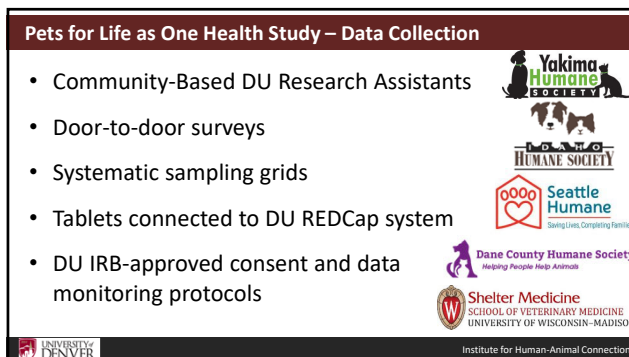 Pets for Life as One Health Study – Data Collection
• Community-Based DU Research Assistants
• Door-to-door surveys
• Systematic sampling grids
• Tablets connected to DU REDCap system
• DU IRB-approved consent and data
monitoring protocols
Yakima
Humane
SOCIETY
IDAHO
HUMANE SOCIETY
Seattle
Humane
Saving Lives, Completing Familie
Dane County Humane Society
Helping People Help Animals
W
Shelter Medicine
SCHOOL OF VETERINARY MEDICINE
UNIVERSITY OF WISCONSIN–MADISO
UNIVERSITY of
DENVER
Institute for Human-Animal Connection